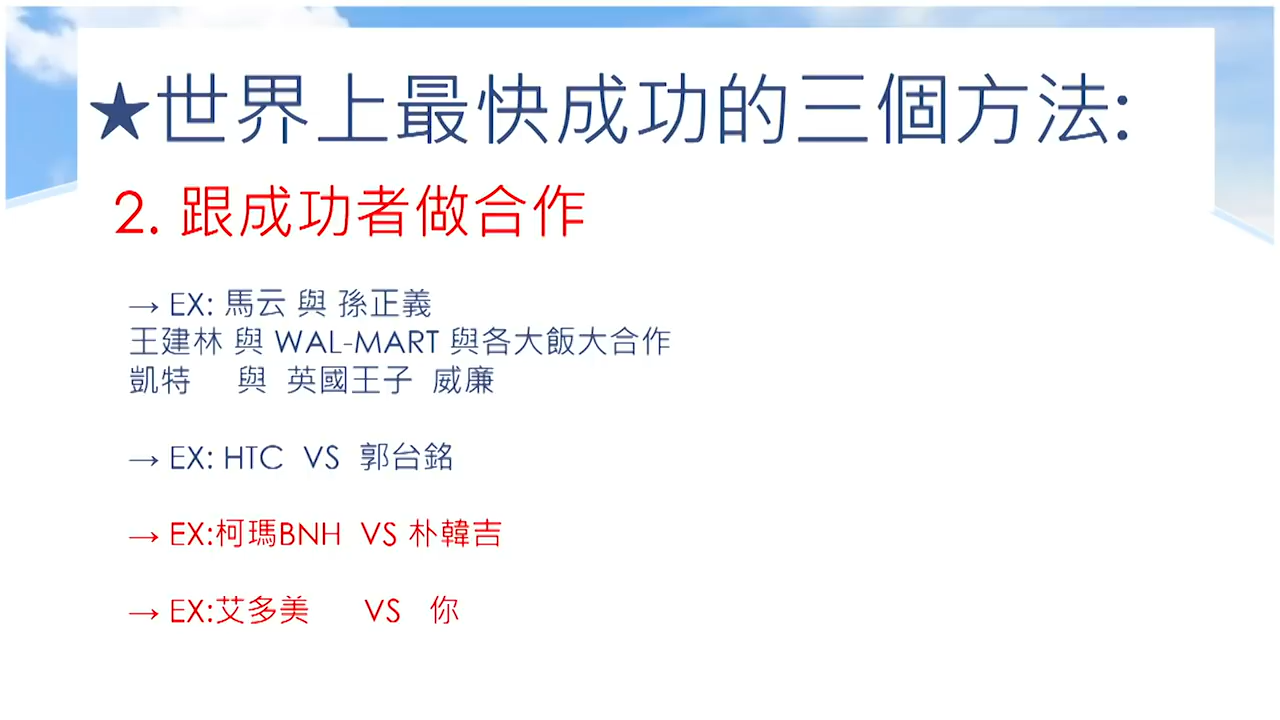 ★世界上最快成功的三個方法:
2. 跟成功者做合作
→ EX: 馬云 與 孫正義
王建林 與 WAL-MART 與各大飯大合作
凱特 與 英國王子 威廉
→ EX: HTC VS 郭台銘
→ EX:柯瑪BNH VS 朴韓吉
→ EX:艾多美 VS 你